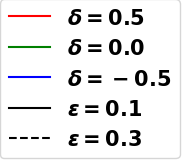 δ = 0.5
δ = 0.0
δ = −0.5
ε = 0.1
ε = 0.3